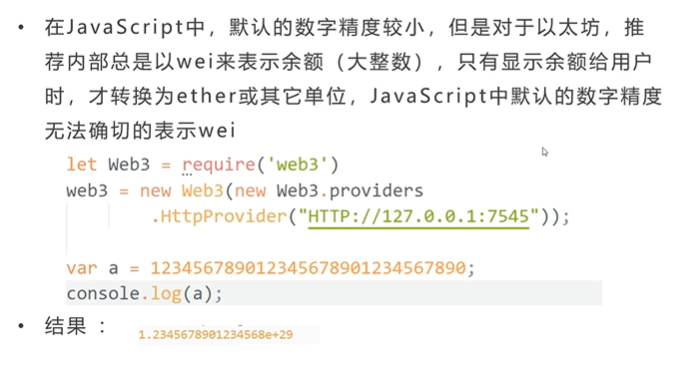 • 在JavaScript中，默认的数字精度较小，但是对于以太坊，推
荐内部总是以wei来表示余额（大整数），只有显示余额给用户
时，才转换为ether或其它单位，JavaScript中默认的数字精度
无法确切的表示wei
let Web3 = require('web3')
web3 = new Web3(new Web3.providers
.HttpProvider("HTTP://127.0.0.1:7545"));
var a = 123456789012345678901234567890;
console.log(a);
• 结果 ：
1.2345678901234568e+29